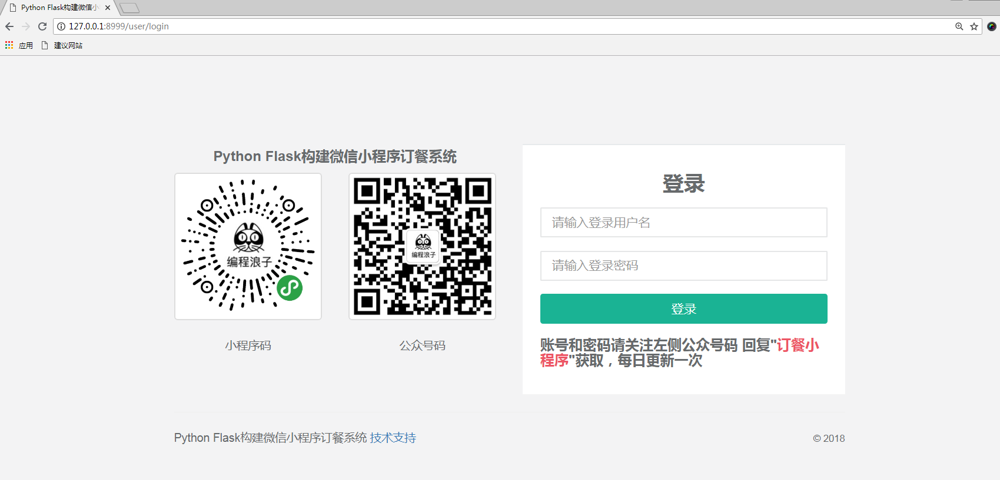 Python Flask构建微信小
127.0.0.1:8999/user/login
应用 建议网站
Python Flask构建微信小程序订餐系统
编程浪子
编程浪子
小程序码
公众号码
登录
请输入登录用户名
请输入登录密码
登录
账号和密码请关注左侧公众号码 回复"订餐小
程序"获取，每日更新一次
Python Flask构建微信小程序订餐系统 技术支持
© 2018